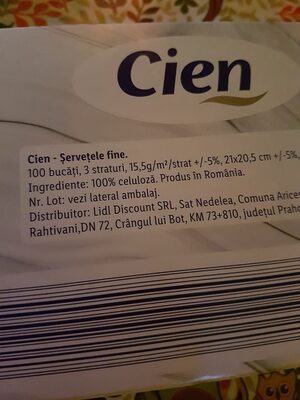 Cien
Cien - Șervețele fine.
100 bucăți, 3 straturi, 15,5g/m²/strat +/-5%, 21x20,5 cm +/-5%,
Ingrediente: 100% celuloză. Produs în România.
Nr. Lot: vezi lateral ambalaj.
Distribuitor: Lidl Discount SRL, Sat Nedelea, Comuna Arices
Rahtivani,DN 72, Crângul lui Bot, KM 73+810, județul Praho